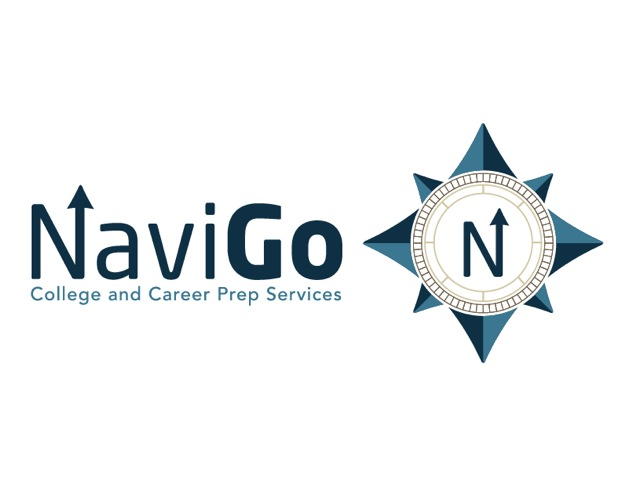 NaviGo
College and Career Prep Services
N